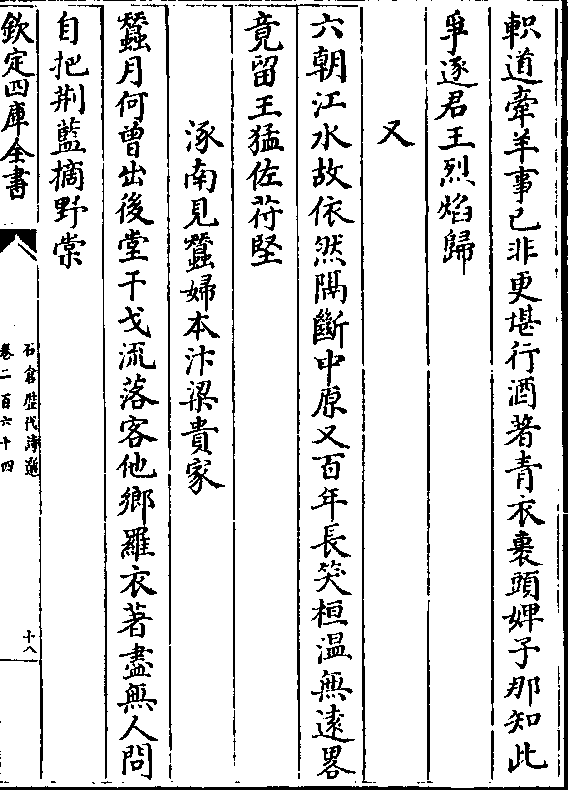 軹道牽羊事已非更堪行酒著青衣裹頭婢子那知此
爭逐君王烈焰歸
又
六朝江水故依然隔斷中原又百年長笑桓温無遠畧
竟留王猛佐苻堅
涿南見蠶婦本汴梁貴家
蠶月何曽出後堂干戈流落客他鄉羅衣著盡無人問
自把荆籃摘野棠
欽定四庫全書
石倉歷代詩選
卷二百六十四
十八